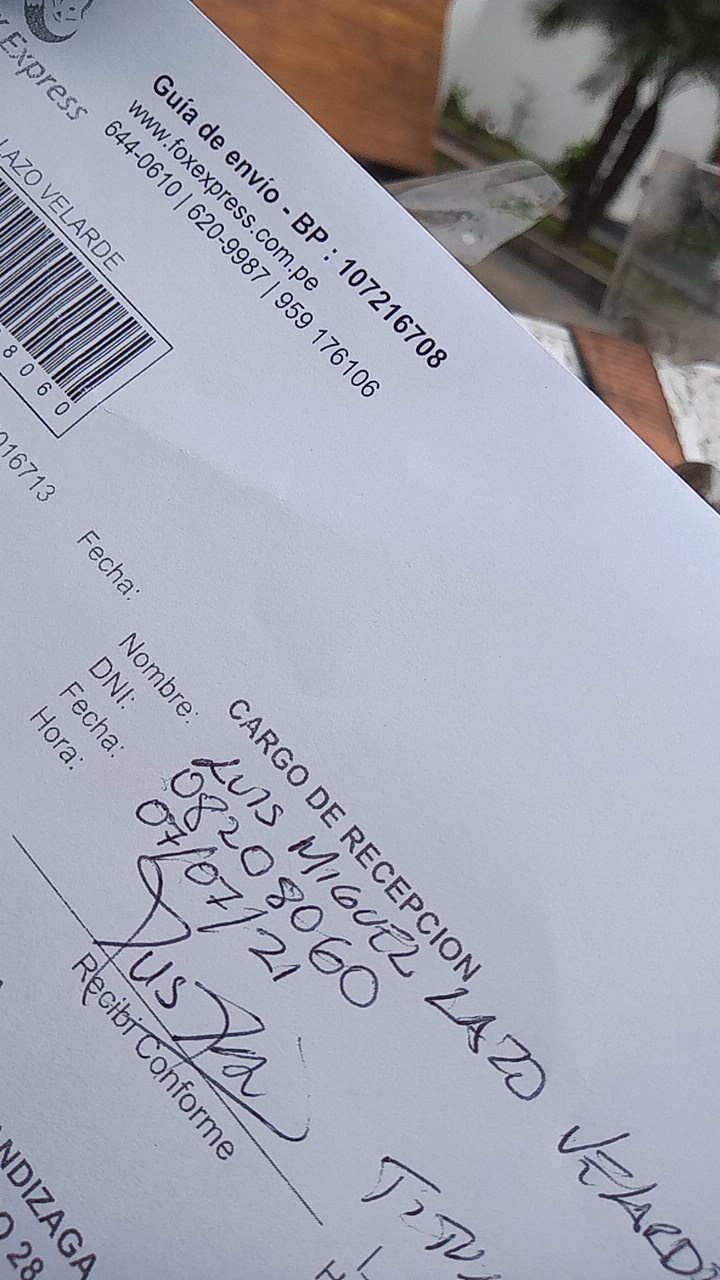 Express
Guía de envío - BP : 107216708
www.foxexpress.com.pe
644-0610 | 620-9987 | 959 176106
LAZO VELARDE
8060
016713
Fecha:
CARGO DE RECEPCION
Nombre: LUIS MIGUEL LAZO VELARD
DNI: 08208060
Fecha: 07/07/21
Hora:
Recibí Conforme
NDIZAGA
28